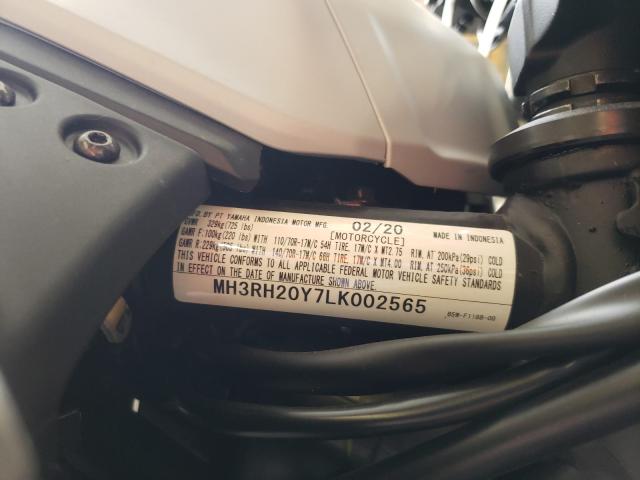 D. BY PT YAMAHA INDONESIA MOTOR MFG. 02/20 MADE IN INDONESIA
GVWR 329kg(725 lbs) [MOTORCYCLE]
GAWR F:100kg(220 lbs) WITH 110/70R-17M/C 54H TIRE, 17M/C X MT2.75 RIM, AT 200kPa(29psi) COLD
GAWR R:229kg WITH 140/70R-17M/C 66H TIRE, 17M/C X MT4.00 RIM, AT 250kPa(36psi) COLD
THIS VEHICLE CONFORMS TO ALL APPLICABLE FEDERAL MOTOR VEHICLE SAFETY STANDARDS
IN EFFECT ON THE DATE OF MANUFACTURE SHOWN ABOVE.
MH3RH20Y7LK002565